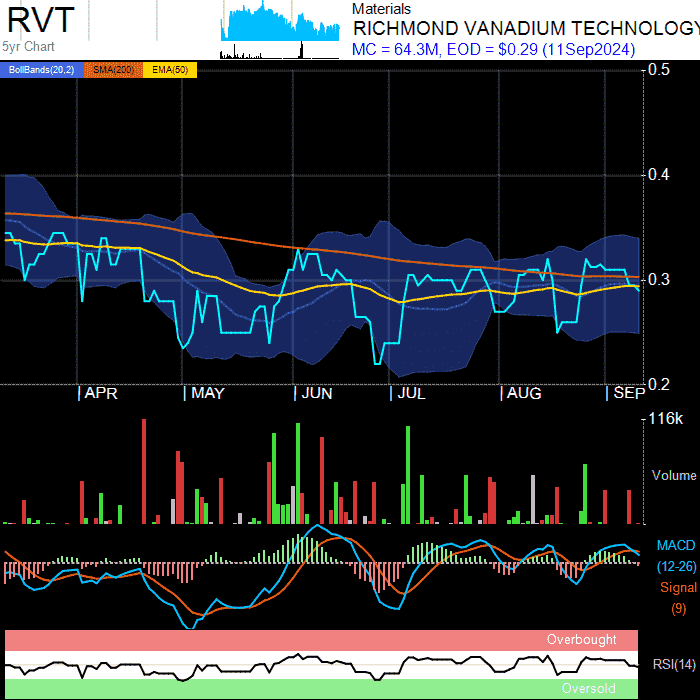 RVT
5yr Chart
Materials
RICHMOND VANADIUM TECHNOLOGY
MC = 64.3M, EOD = $0.29 (11Sep2024)
BollBands(20,2) SMA(200) EMA(50)
0.5
0.4
0.3
0.2
APR MAY JUN JUL AUG SEP
116k
Volume
MACD
(12-26)
Signal
(9)
Overbought
RSI(14)
Oversold